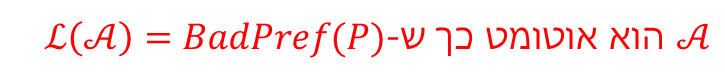 𝒜 הוא אוטומט כך ש-ℒ(𝒜) = BadPref(P)